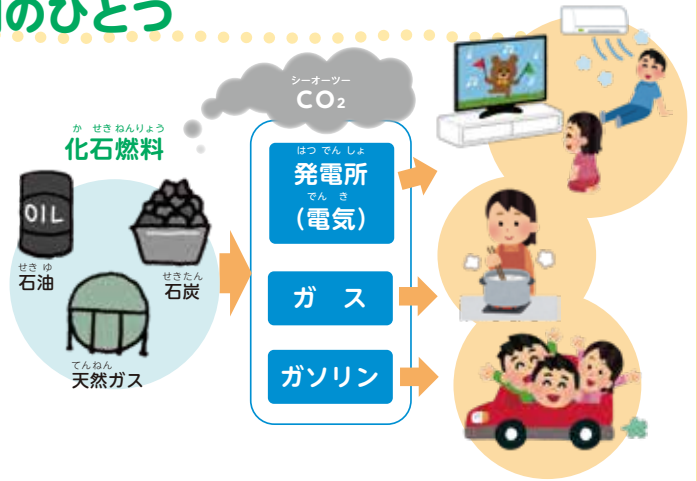 のひとつ
シーオーツー
CO₂
か せき ねんりょう
化石燃料
OIL
せき ゆ
石油
せきたん
石炭
てんねん
天然ガス
はつ でん しょ
発電所
でん き
(電気)
ガス
ガソリン